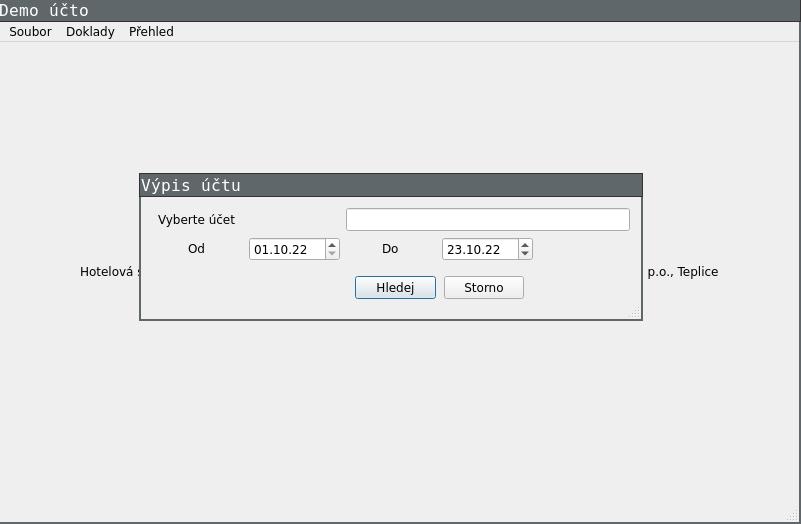 Demo účto
Soubor Doklady Přehled
Výpis účtu
Vyberte účet
Od 01.10.22 Do 23.10.22
Hotelová p.o., Teplice
Hledej Storno